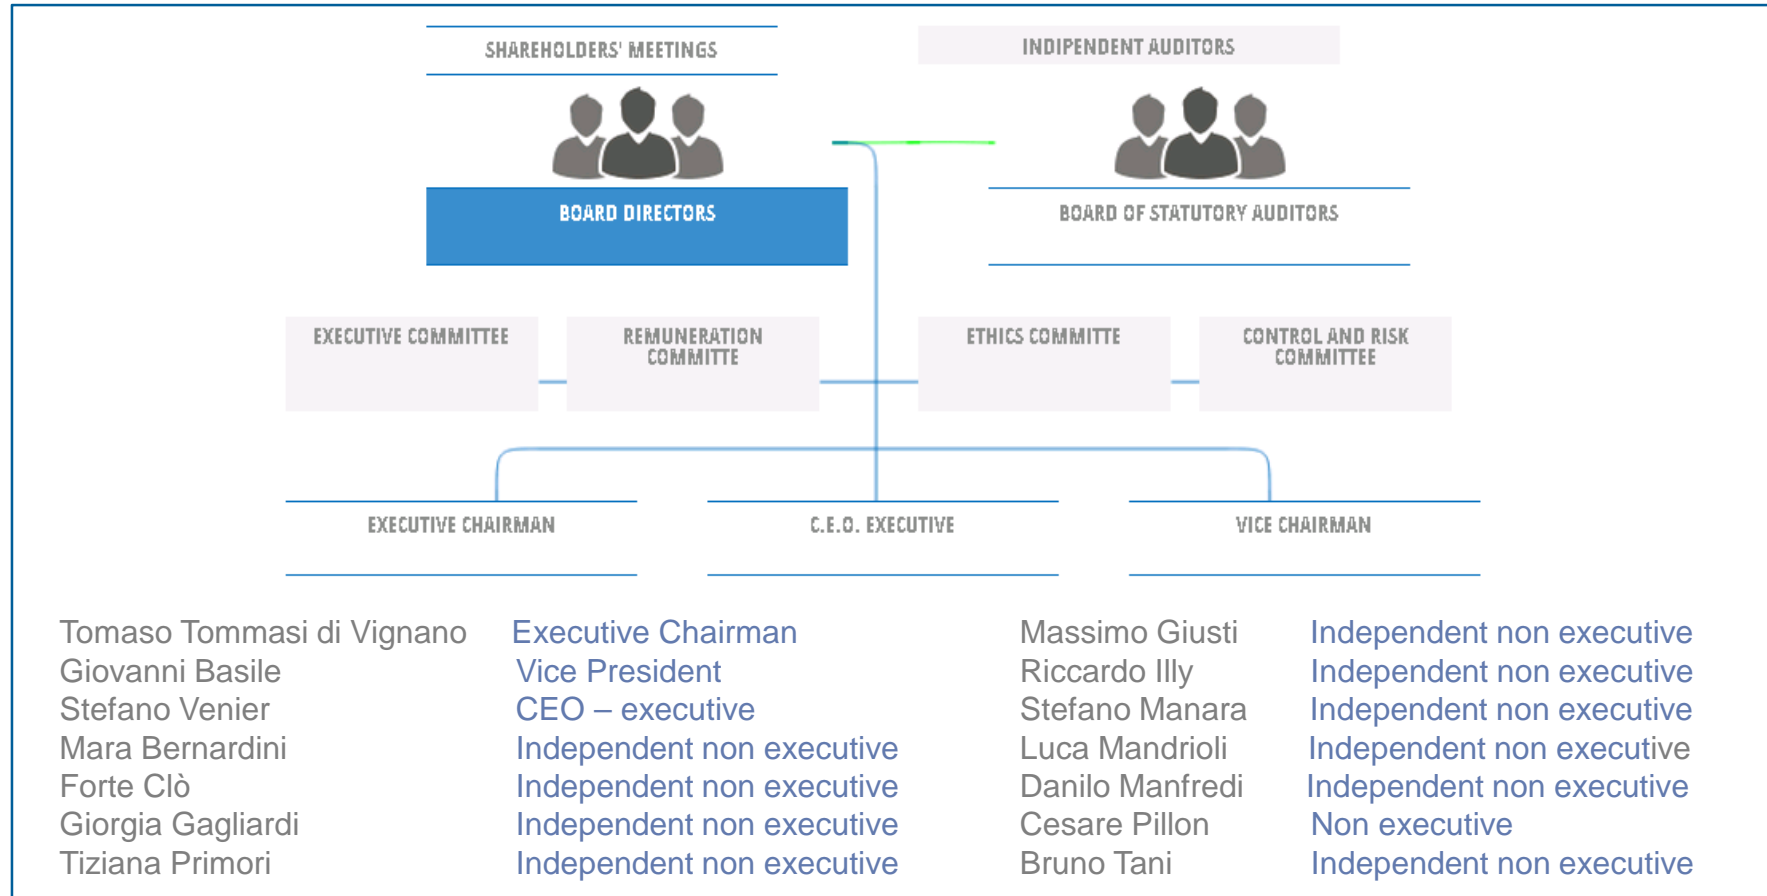 SHAREHOLDERS' MEETINGS
INDIPENDENT AUDITORS
BOARD DIRECTORS
BOARD OF STATUTORY AUDITORS
EXECUTIVE COMMITTEE
REMUNERATION
COMMITTE
ETHICS COMMITTE
CONTROL AND RISK
COMMITTEE
EXECUTIVE CHAIRMAN
C.E.O. EXECUTIVE
VICE CHAIRMAN
Tomaso Tommasi di Vignano Executive Chairman
Giovanni Basile Vice President
Stefano Venier CEO – executive
Mara Bernardini Independent non executive
Forte Clò Independent non executive
Giorgia Gagliardi Independent non executive
Tiziana Primori Independent non executive
Massimo Giusti Independent non executive
Riccardo Illy Independent non executive
Stefano Manara Independent non executive
Luca Mandrioli Independent non executive
Danilo Manfredi Independent non executive
Cesare Pillon Non executive
Bruno Tani Independent non executive